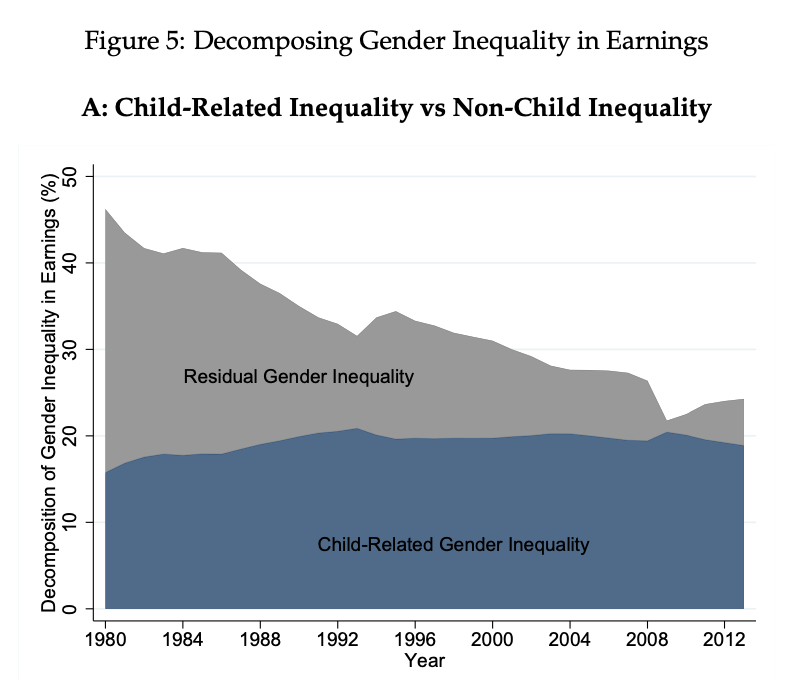 Figure 5: Decomposing Gender Inequality in Earnings
A: Child-Related Inequality vs Non-Child Inequality
Decomposition of Gender Inequality in Earnings (%)
50
40
30
20
10
0
Residual Gender Inequality
Child-Related Gender Inequality
1980 1984 1988 1992 1996 2000 2004 2008 2012
Year